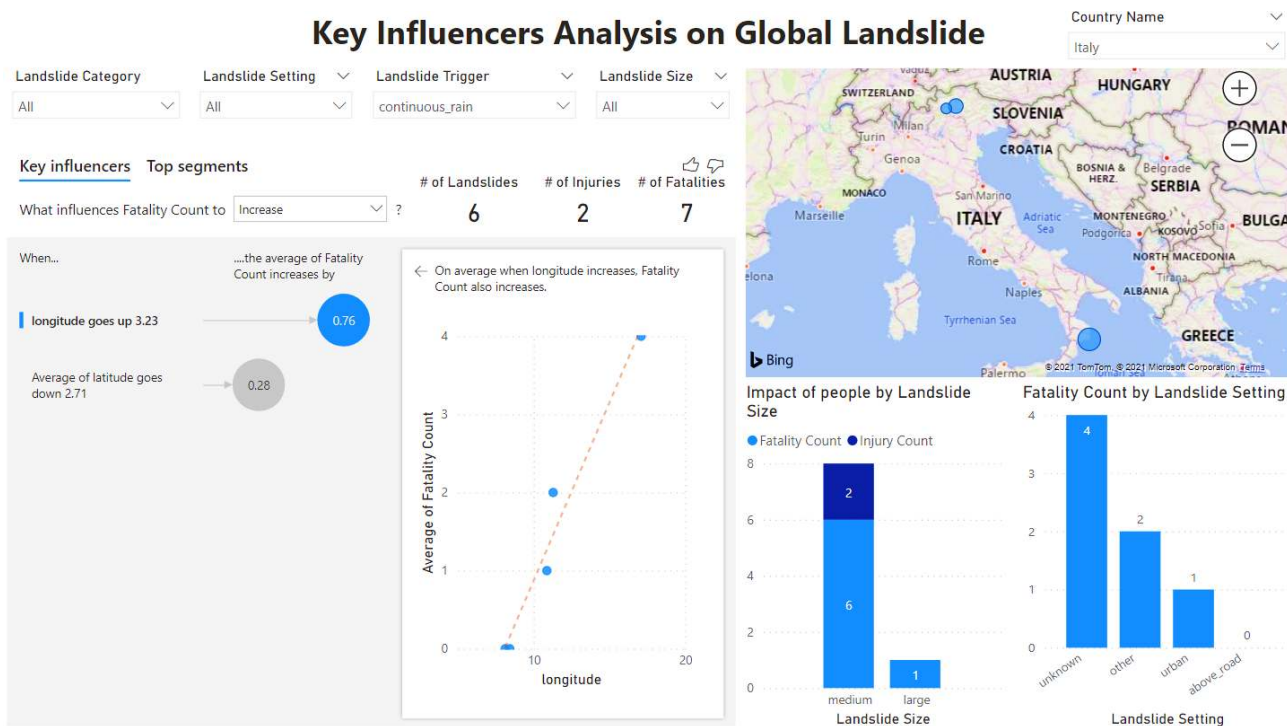 Key Influencers Analysis on Global Landslide
Country Name
Italy
Landslide Category
All
Landslide Setting
All
Landslide Trigger
continuous_rain
Landslide Size
All
Key influencers Top segments
What influences Fatality Count to Increase ?
# of Landslides
6
# of Injuries
2
# of Fatalities
7
When...
....the average of Fatality
Count increases by
longitude goes up 3.23
0.76
Average of latitude goes
down 2.71
0.28
On average when longitude increases, Fatality
Count also increases.
Average of Fatality Count
4
3
2
1
0
10
20
longitude
Vaduz
AUSTRIA
HUNGARY
SWITZERLAND
SLOVENIA
ROMAN
Milan
Turin
CROATIA
Genoa
BOSNIA &
HERZ.
Belgrade
SERBIA
MONACO
San Marino
Marseille
ITALY
Adriatic
Sea
MONTENEGRO
Podgorica
KOSOVO
Sofia
BULGA
Rome
NORTH MACEDONIA
elona
Tirana
Naples
ALBANIA
Tyrrhenian Sea
GREECE
Bing
Palermo
Ionian Sea
© 2021 TomTom, © 2021 Microsoft Corporation Terms
Impact of people by Landslide
Size
Fatality Count
Injury Count
8
6
4
2
0
2
6
1
medium
large
Landslide Size
Fatality Count by Landslide Setting
4
3
2
1
0
4
2
1
0
unknown
other
urban
above_road
Landslide Setting